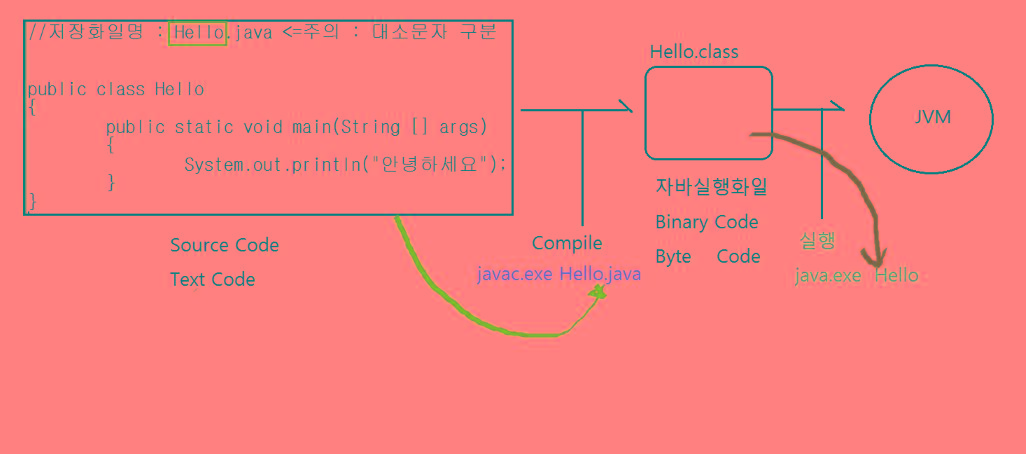 //저장화일명 : Hello.java <=주의 : 대소문자 구분
public class Hello
{
public static void main(String [] args)
{
System.out.println("안녕하세요");
}
}
Source Code
Text Code
Compile
javac.exe Hello.java
Hello.class
자바실행화일
Binary Code
Byte Code
실행
java.exe Hello
JVM